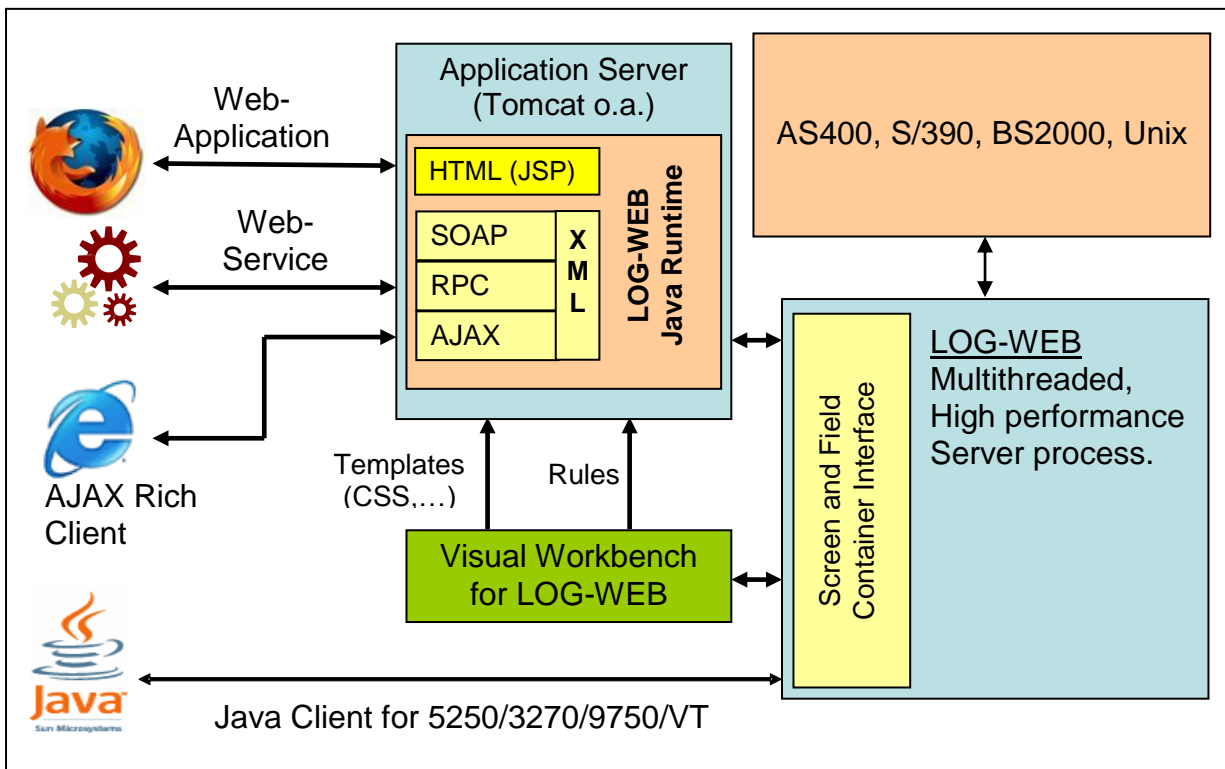 Application Server
(Tomcat o.a.)
HTML (JSP)
SOAP
RPC
AJAX
X
M
L
LOG-WEB
Java Runtime
AS400, S/390, BS2000, Unix
Web-
Application
Web-
Service
AJAX Rich
Client
Templates
(CSS,…)
Rules
Visual Workbench
for LOG-WEB
Screen and Field
Container Interface
LOG-WEB
Multithreaded,
High performance
Server process.
Java
Sun Microsystems
Java Client for 5250/3270/9750/VT